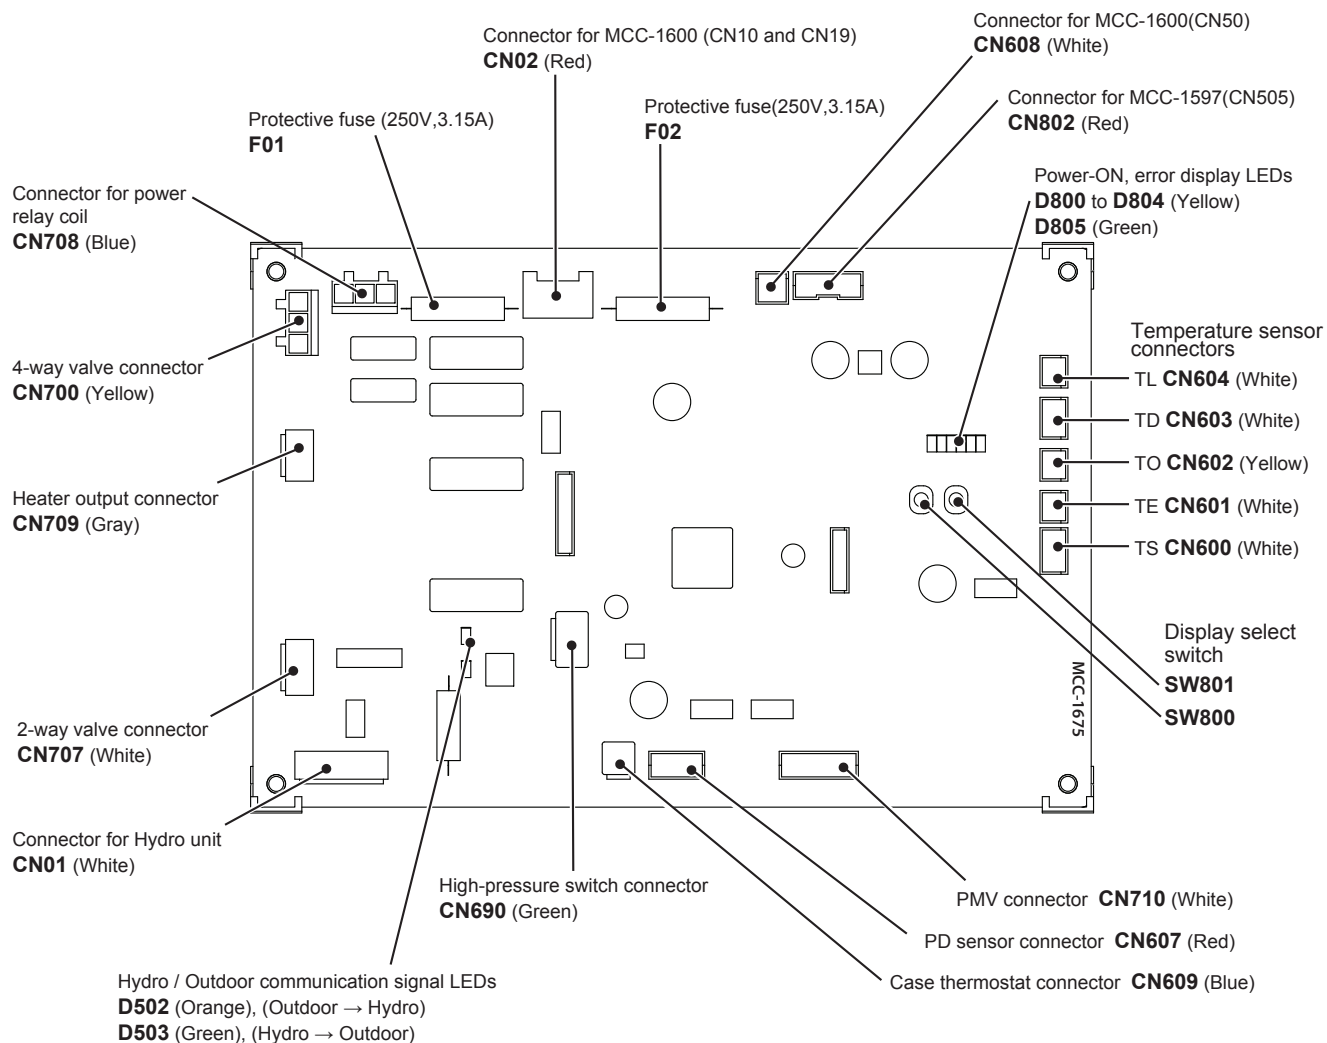 Connector for MCC-1600(CN50)
CN608 (White)
Connector for MCC-1600 (CN10 and CN19)
CN02 (Red)
Connector for MCC-1597(CN505)
CN802 (Red)
Protective fuse(250V,3.15A)
F02
Protective fuse (250V,3.15A)
F01
Power-ON, error display LEDs
D800 to D804 (Yellow)
D805 (Green)
Connector for power
relay coil
CN708 (Blue)
Temperature sensor
connectors
TL CN604 (White)
TD CN603 (White)
TO CN602 (Yellow)
TE CN601 (White)
TS CN600 (White)
4-way valve connector
CN700 (Yellow)
Heater output connector
CN709 (Gray)
Display select
switch
SW801
SW800
MCC-1675
2-way valve connector
CN707 (White)
Connector for Hydro unit
CN01 (White)
High-pressure switch connector
CN690 (Green)
PMV connector CN710 (White)
PD sensor connector CN607 (Red)
Case thermostat connector CN609 (Blue)
Hydro / Outdoor communication signal LEDs
D502 (Orange), (Outdoor → Hydro)
D503 (Green), (Hydro → Outdoor)